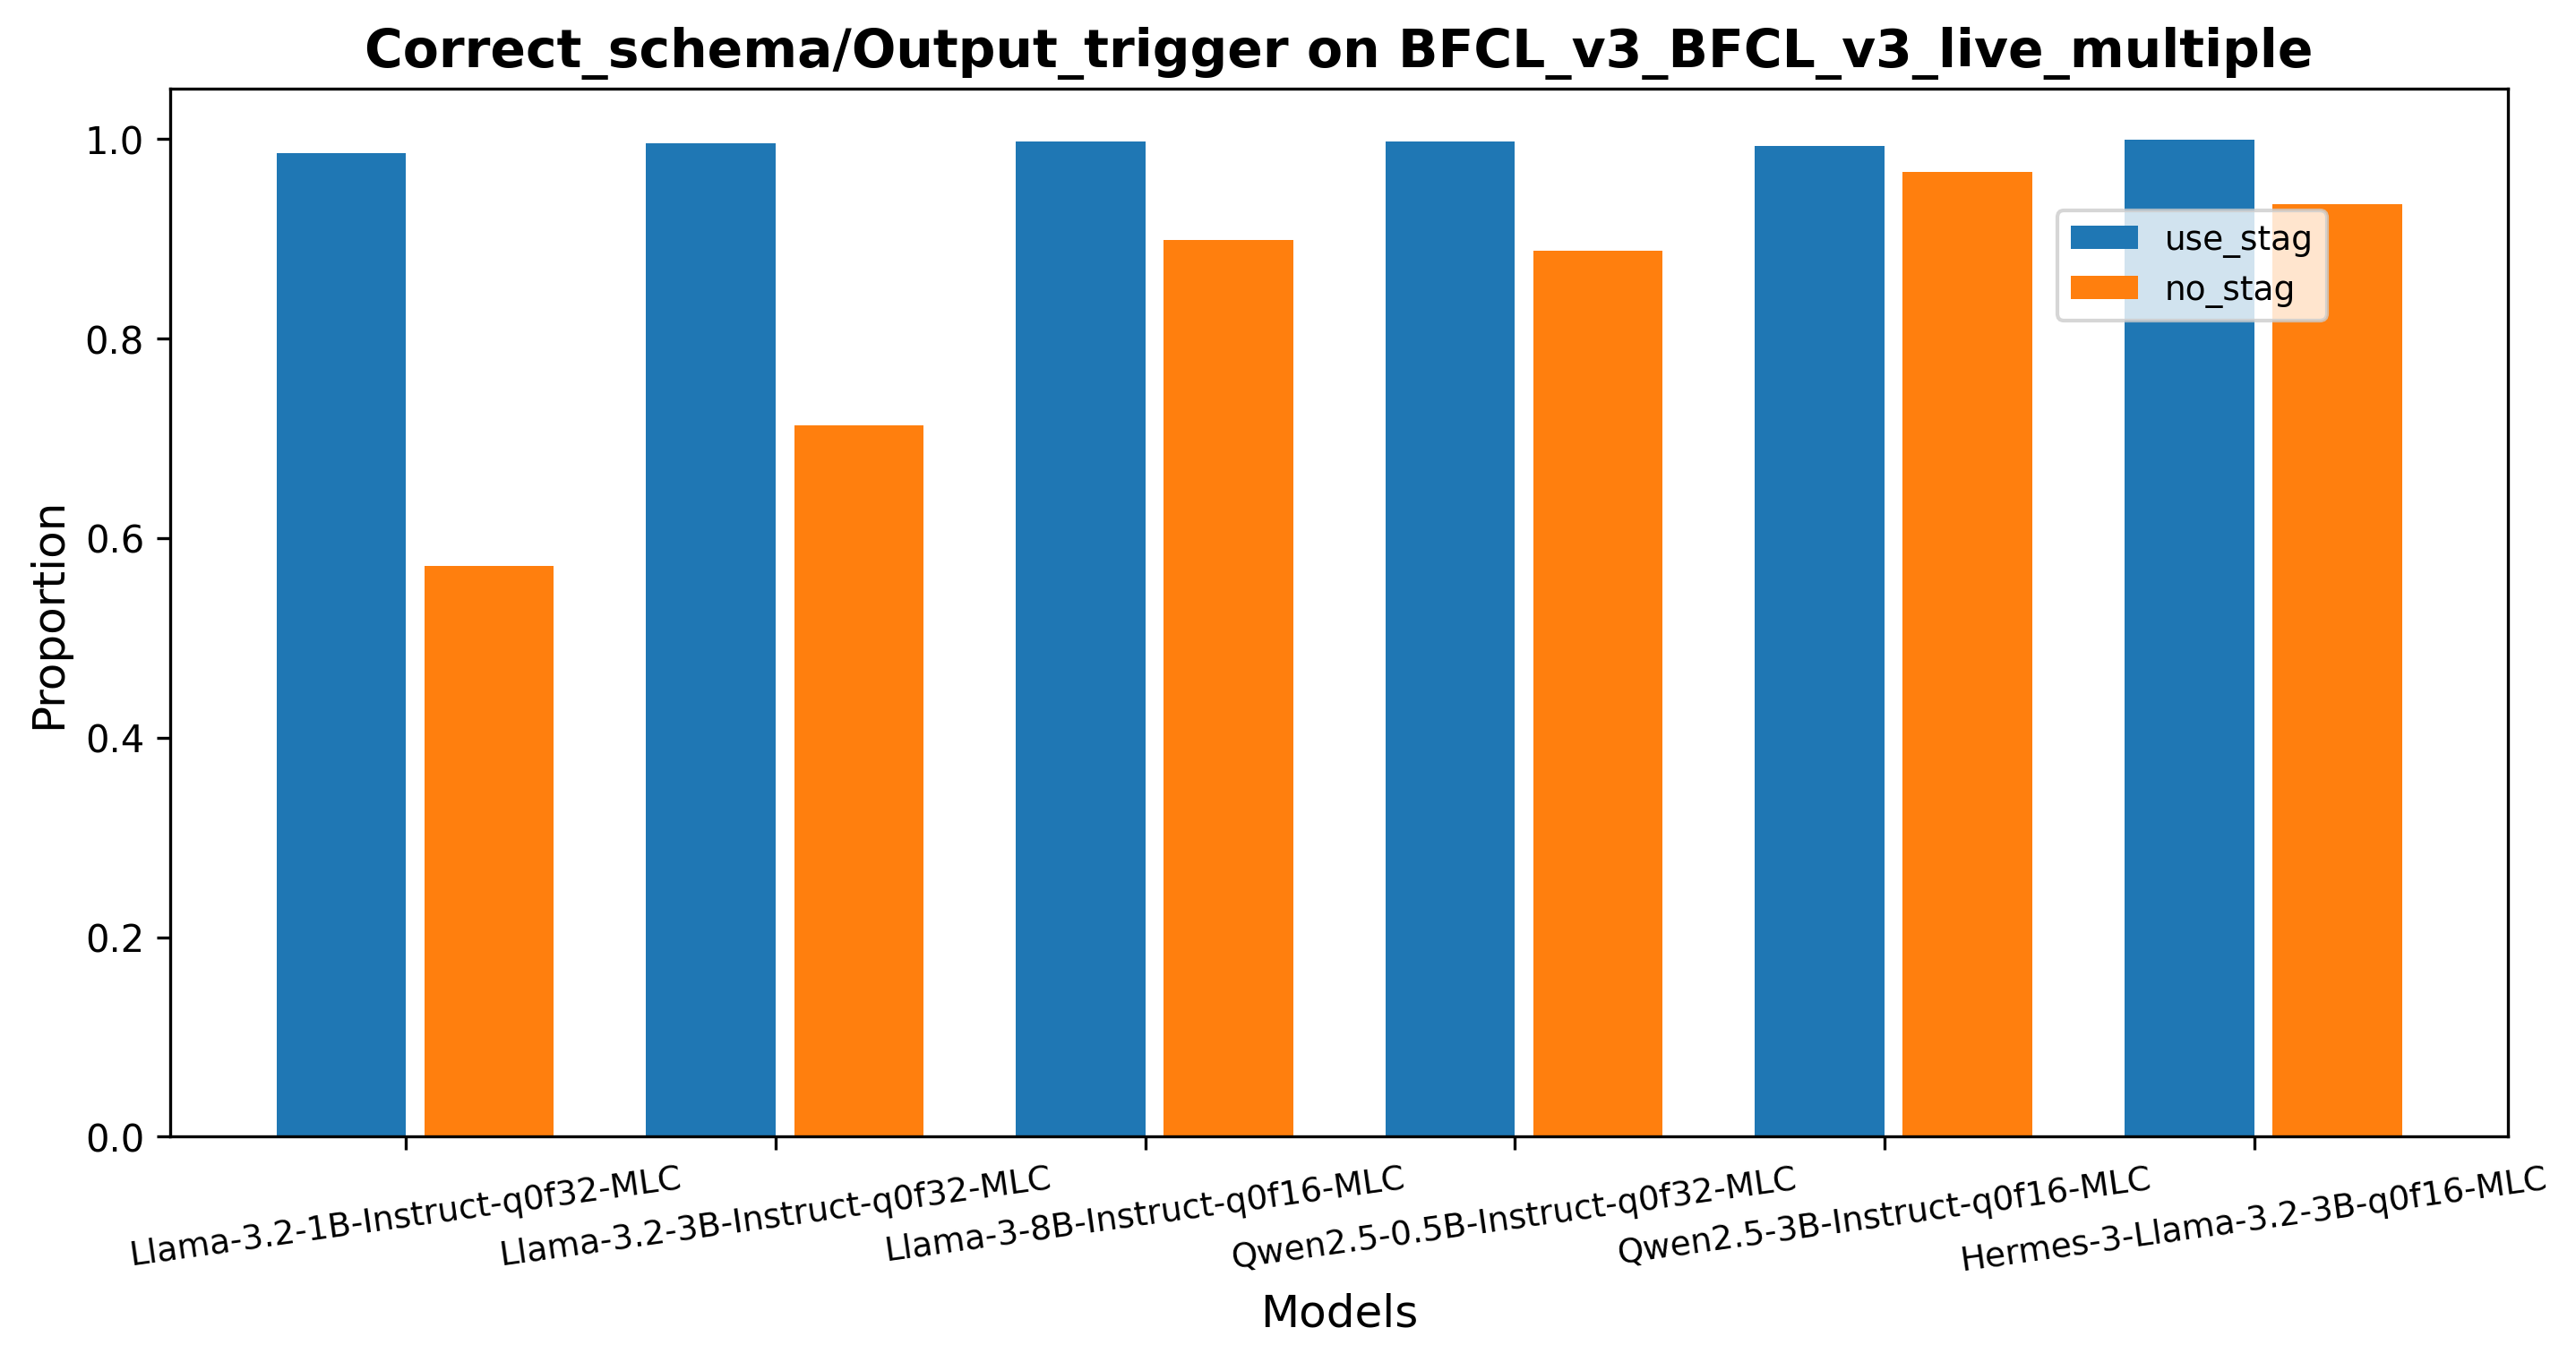 Correct_schema/Output_trigger on BFCL_v3_BFCL_v3_live_multiple
1.0
0.8
0.6
0.4
0.2
0.0
Proportion
use_stag
no_stag
Llama-3.2-1B-Instruct-q0f32-MLC
Llama-3.2-3B-Instruct-q0f32-MLC
Llama-3-8B-Instruct-q0f16-MLC
Qwen2.5-0.5B-Instruct-q0f32-MLC
Qwen2.5-3B-Instruct-q0f16-MLC
Hermes-3-Llama-3.2-3B-q0f16-MLC
Models